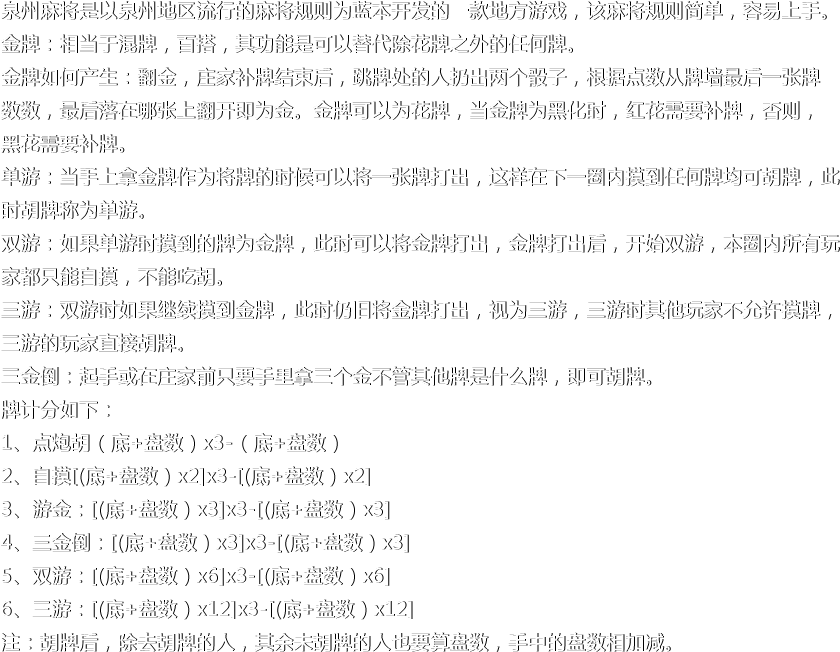 泉州麻将是以泉州地区流行的麻将规则为蓝本开发的一款地方游戏，该麻将规则简单，容易上手。
金牌：相当于混牌，百搭，其功能是可以替代除花牌之外的任何牌。
金牌如何产生：翻金，庄家补牌结束后，跳牌处的人扔出两个骰子，根据点数从牌墙最后一张牌
数数，最后落在哪张上翻开即为金。金牌可以为花牌，当金牌为黑化时，红花需要补牌，否则，
黑花需要补牌。
单游：当手上拿金牌作为将牌的时候可以将一张牌打出，这样在下一圈内摸到任何牌均可胡牌，此
时胡牌称为单游。
双游：如果单游时摸到的牌为金牌，此时可以将金牌打出，金牌打出后，开始双游，本圈内所有玩
家都只能自摸，不能吃胡。
三游：双游时如果继续摸到金牌，此时仍旧将金牌打出，视为三游，三游时其他玩家不允许摸牌，
三游的玩家直接胡牌。
三金倒：起手或在庄家前只要手里拿三个金不管其他牌是什么牌，即可胡牌。
牌计分如下：
1、点炮胡（底+盘数）x3-（底+盘数）
2、自摸[(底+盘数）x2]x3-[(底+盘数）x2]
3、游金：[(底+盘数）x3]x3-[(底+盘数）x3]
4、三金倒：[(底+盘数）x3]x3-[(底+盘数）x3]
5、双游：[(底+盘数）x6]x3-[(底+盘数）x6]
6、三游：[(底+盘数）x12]x3-[(底+盘数）x12]
注：胡牌后，除去胡牌的人，其余未胡牌的人也要算盘数，手中的盘数相加减。